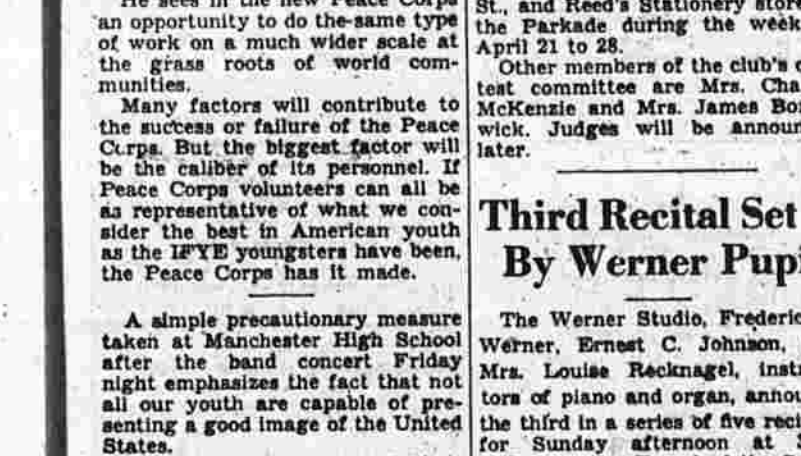 He sees in the new Peace Corps
an opportunity to do the same type
of work on a much wider scale at
the grass roots of world com-
munities.
Many factors will contribute to
the success or failure of the Peace
Corps. But the biggest factor will
be the caliber of its personnel. If
Peace Corps volunteers can all be
as representative of what we con-
sider the best in American youth
as the IFYE youngsters have been,
the Peace Corps has it made.
A simple precautionary measure
taken at Manchester High School
after the band concert Friday
night emphasizes the fact that not
all our youth are capable of pre-
senting a good image of the United
States.
St., and Reed's Stationery store
the Parkade during the week
April 21 to 28.
Other members of the club's
test committee are Mrs.
McKenzie and Mrs. James
wick. Judges will be
later.
Third Recital Set
By Werner
The Werner Studio,
Werner, Ernest C. Johnson,
Mrs. Louise Recknagel,
tors of piano and organ,
the third in a series of five
for Sunday afternoon at